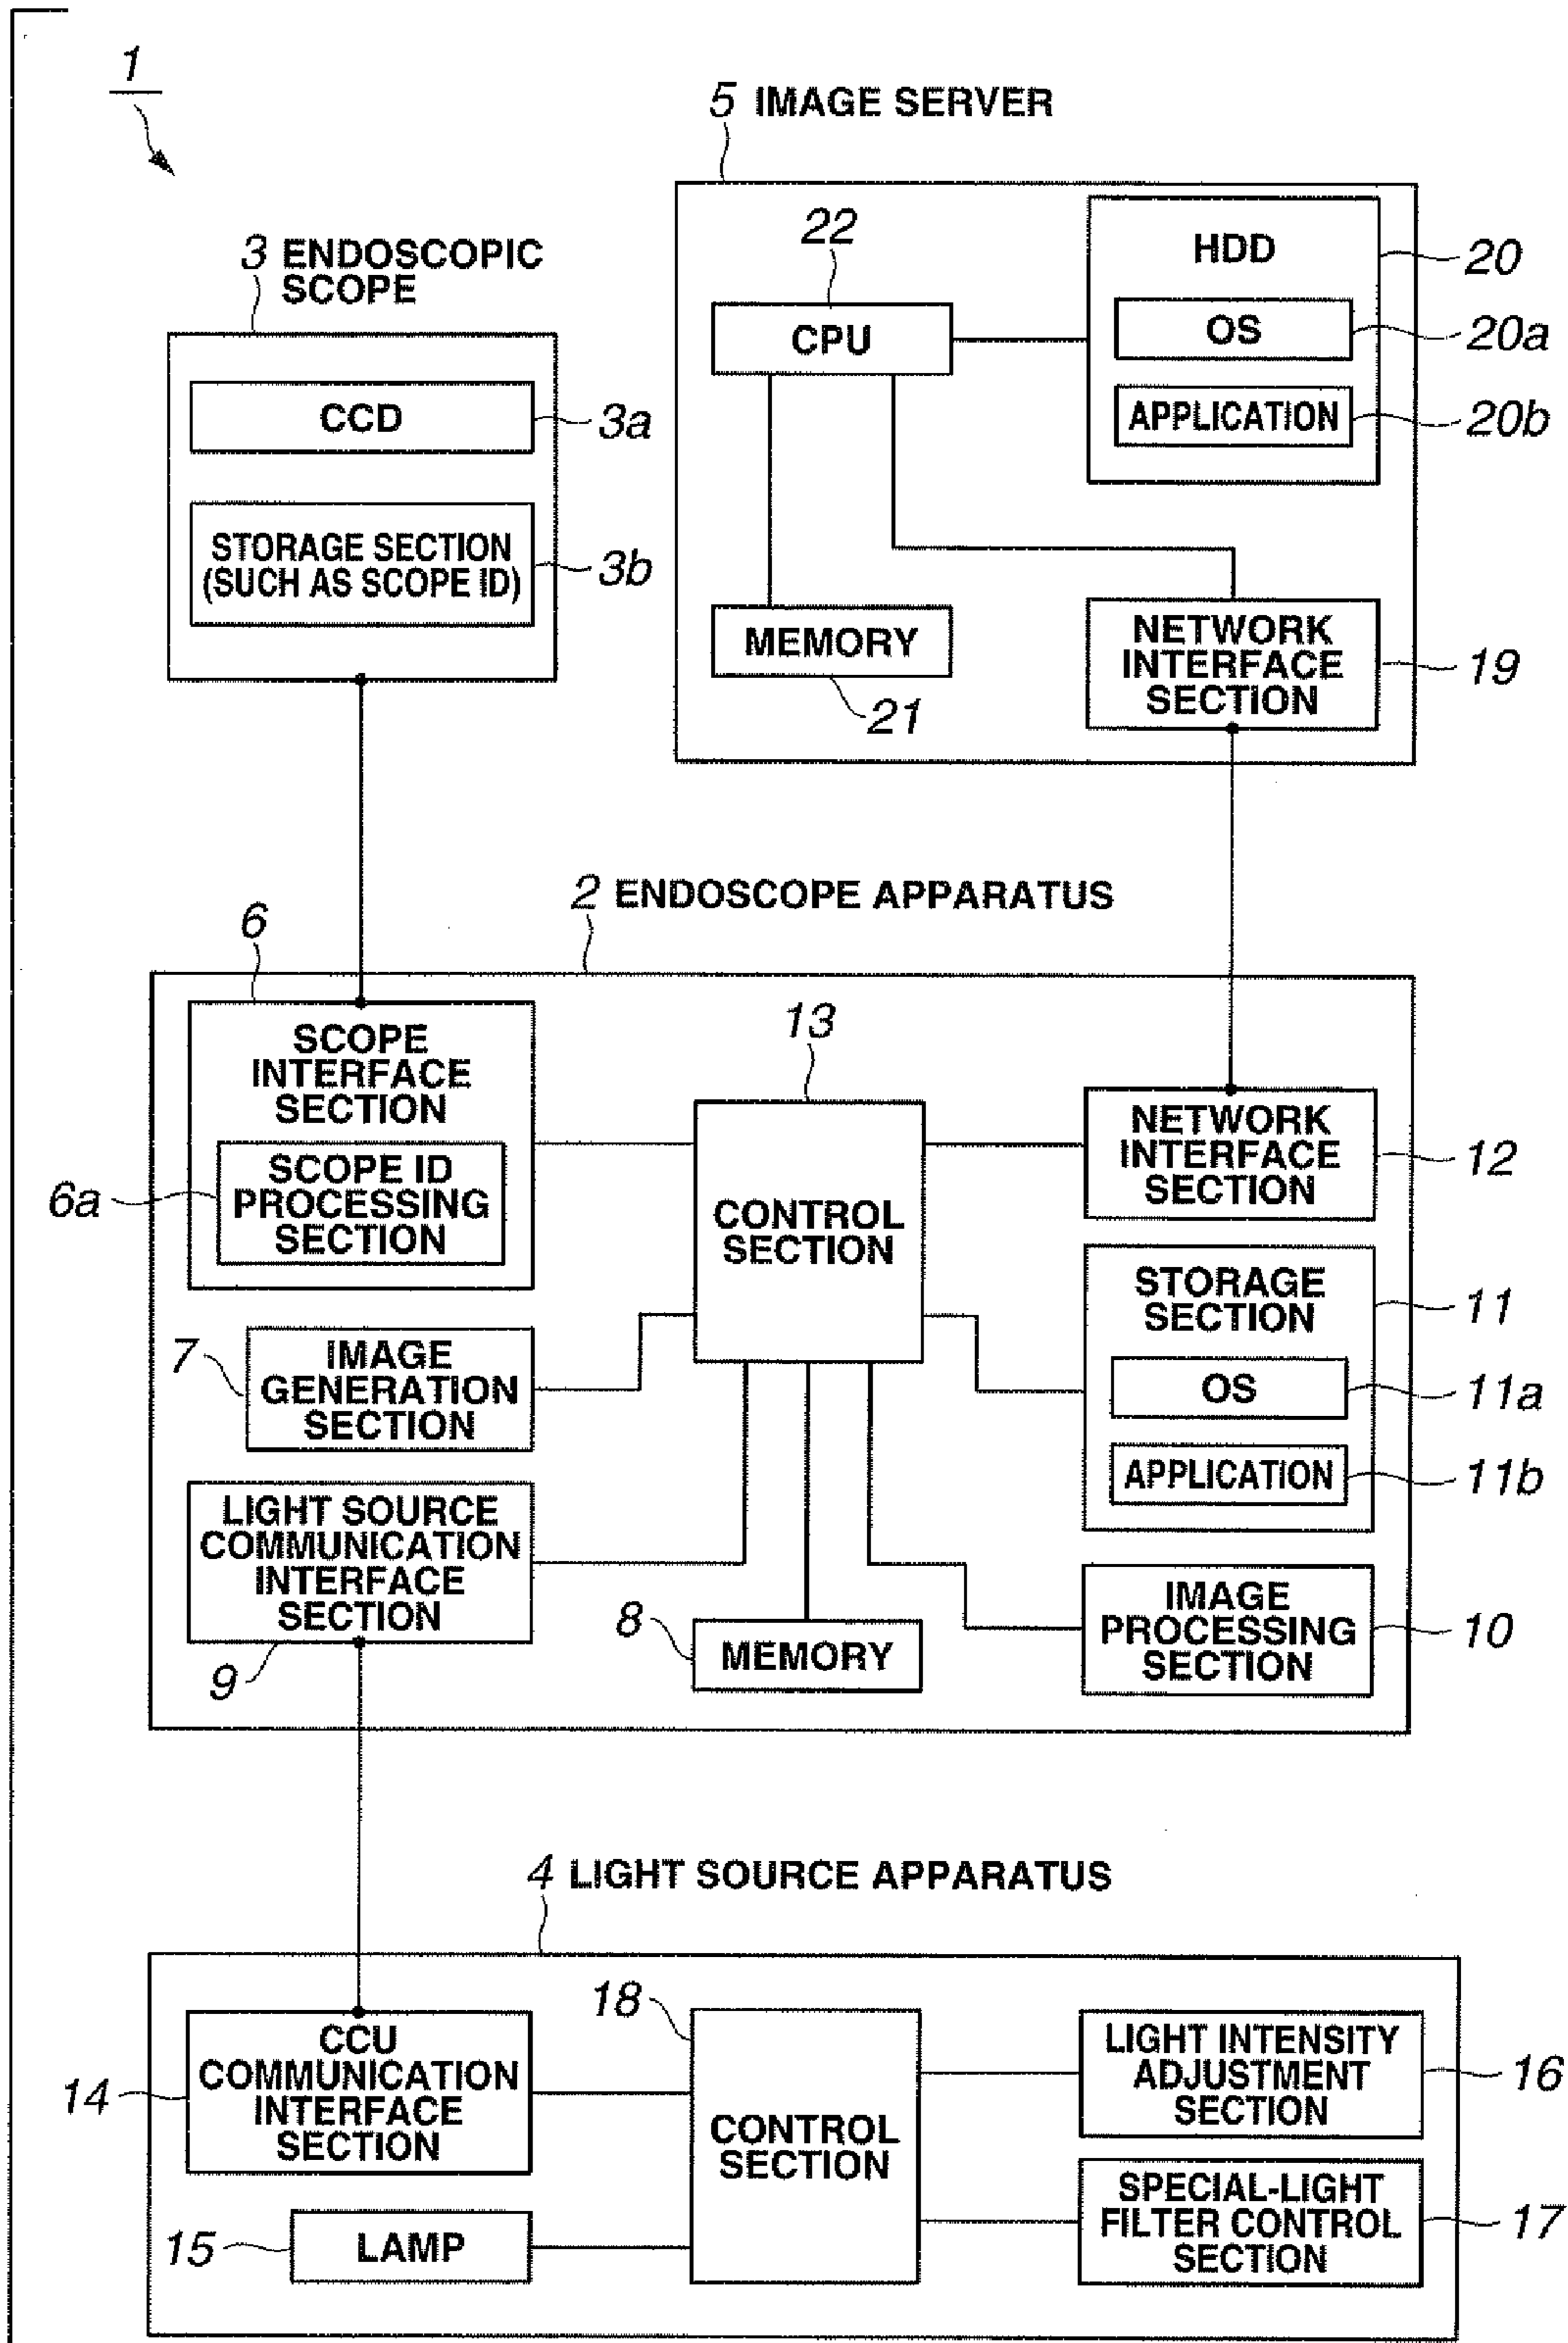 1
5 IMAGE SERVER
22
HDD
20
CPU
OS
20a
APPLICATION
20b
MEMORY
21
NETWORK
INTERFACE
SECTION
19
3 ENDOSCOPIC
SCOPE
CCD
3a
STORAGE SECTION
(SUCH AS SCOPE ID)
3b
2 ENDOSCOPE APPARATUS
6
SCOPE
INTERFACE
SECTION
6a
SCOPE ID
PROCESSING
SECTION
13
CONTROL
SECTION
NETWORK
INTERFACE
SECTION
12
STORAGE
SECTION
11
OS
11a
APPLICATION
11b
7
IMAGE
GENERATION
SECTION
LIGHT SOURCE
COMMUNICATION
INTERFACE
SECTION
9
8
MEMORY
IMAGE
PROCESSING
SECTION
10
4 LIGHT SOURCE APPARATUS
14
CCU
COMMUNICATION
INTERFACE
SECTION
18
CONTROL
SECTION
LIGHT INTENSITY
ADJUSTMENT
SECTION
16
15
LAMP
SPECIAL-LIGHT
FILTER CONTROL
SECTION
17